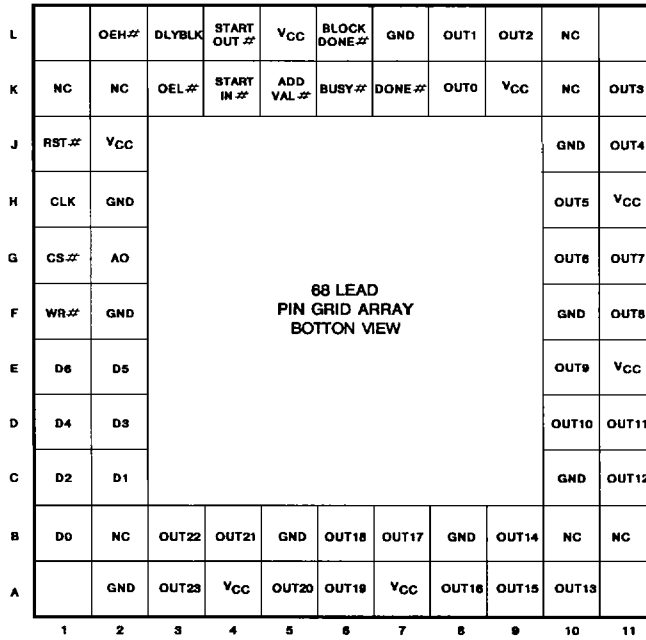 L OEH# DLYBLK START OUT # VCC BLOCK DONE# GND OUT1 OUT2 NC
K NC NC OEL# START IN # ADD VAL # BUSY# DONE# OUT0 VCC NC OUT3
J RST# VCC GND OUT4
H CLK GND OUT5 VCC
G CS# AO OUT6 OUT7
68 LEAD
PIN GRID ARRAY
BOTTON VIEW
F WR# GND GND OUT8
E D6 D5 OUT9 VCC
D D4 D3 OUT10 OUT11
C D2 D1 GND OUT12
B D0 NC OUT22 OUT21 GND OUT18 OUT17 GND OUT14 NC NC
A GND OUT23 VCC OUT20 OUT19 VCC OUT16 OUT15 OUT13
1 2 3 4 5 6 7 8 9 10 11